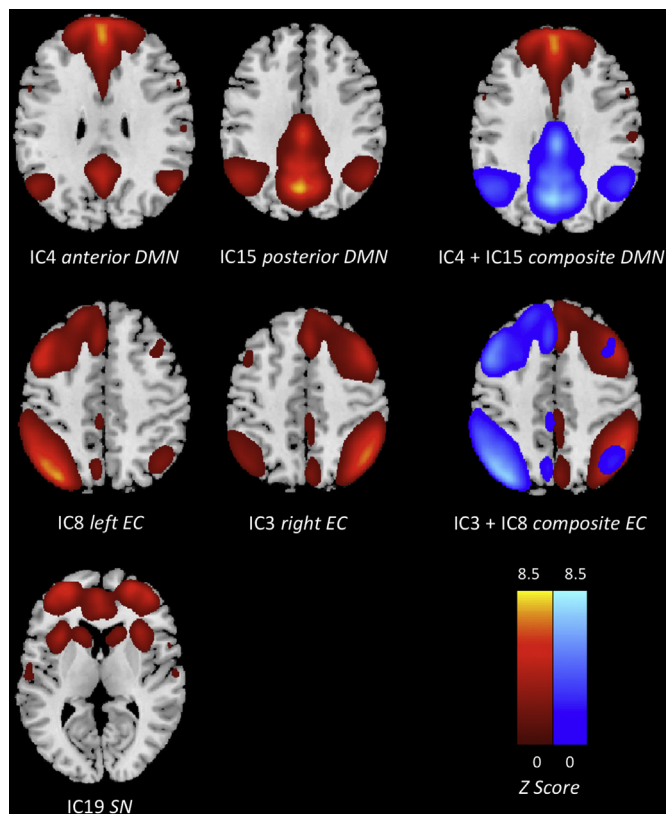 IC4 anterior DMN
IC15 posterior DMN
IC4 + IC15 composite DMN
IC8 left EC
IC3 right EC
IC3 + IC8 composite EC
8.5 8.5
0 0
Z Score
IC19 SN